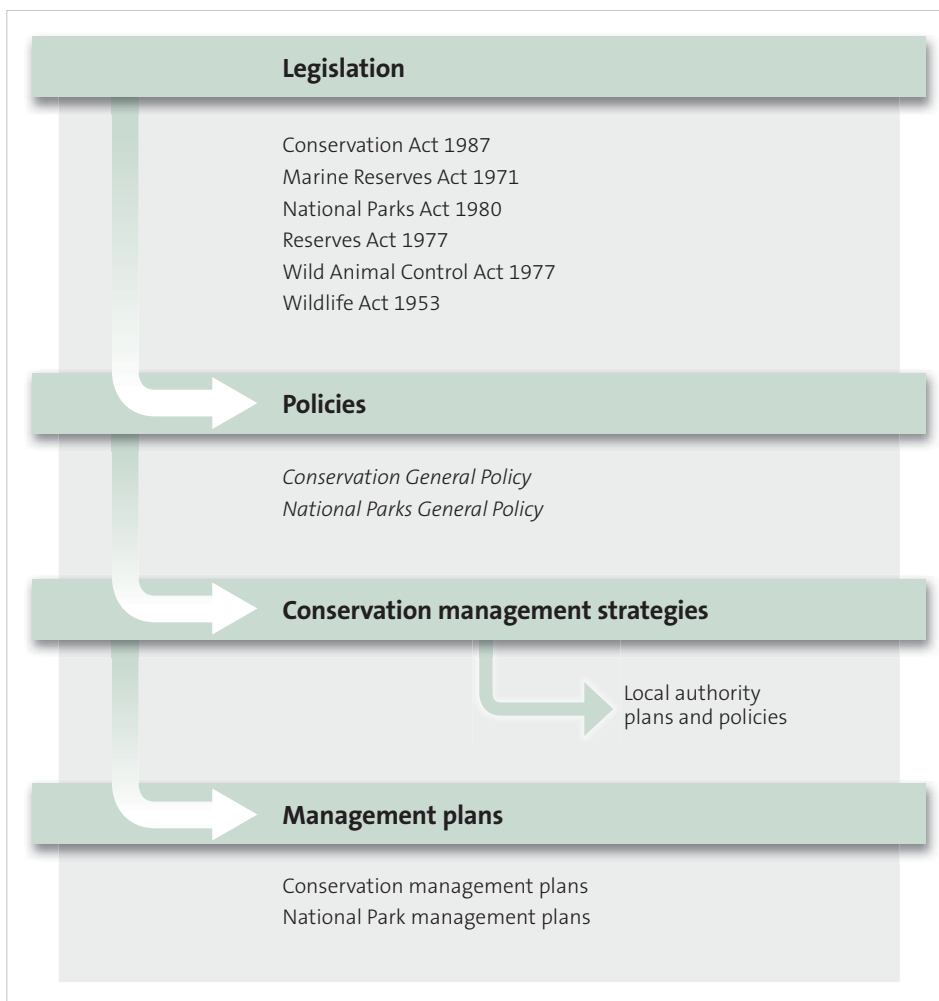 Legislation
Conservation Act 1987
Marine Reserves Act 1971
National Parks Act 1980
Reserves Act 1977
Wild Animal Control Act 1977
Wildlife Act 1953
Policies
Conservation General Policy
National Parks General Policy
Conservation management strategies
Local authority
plans and policies
Management plans
Conservation management plans
National Park management plans